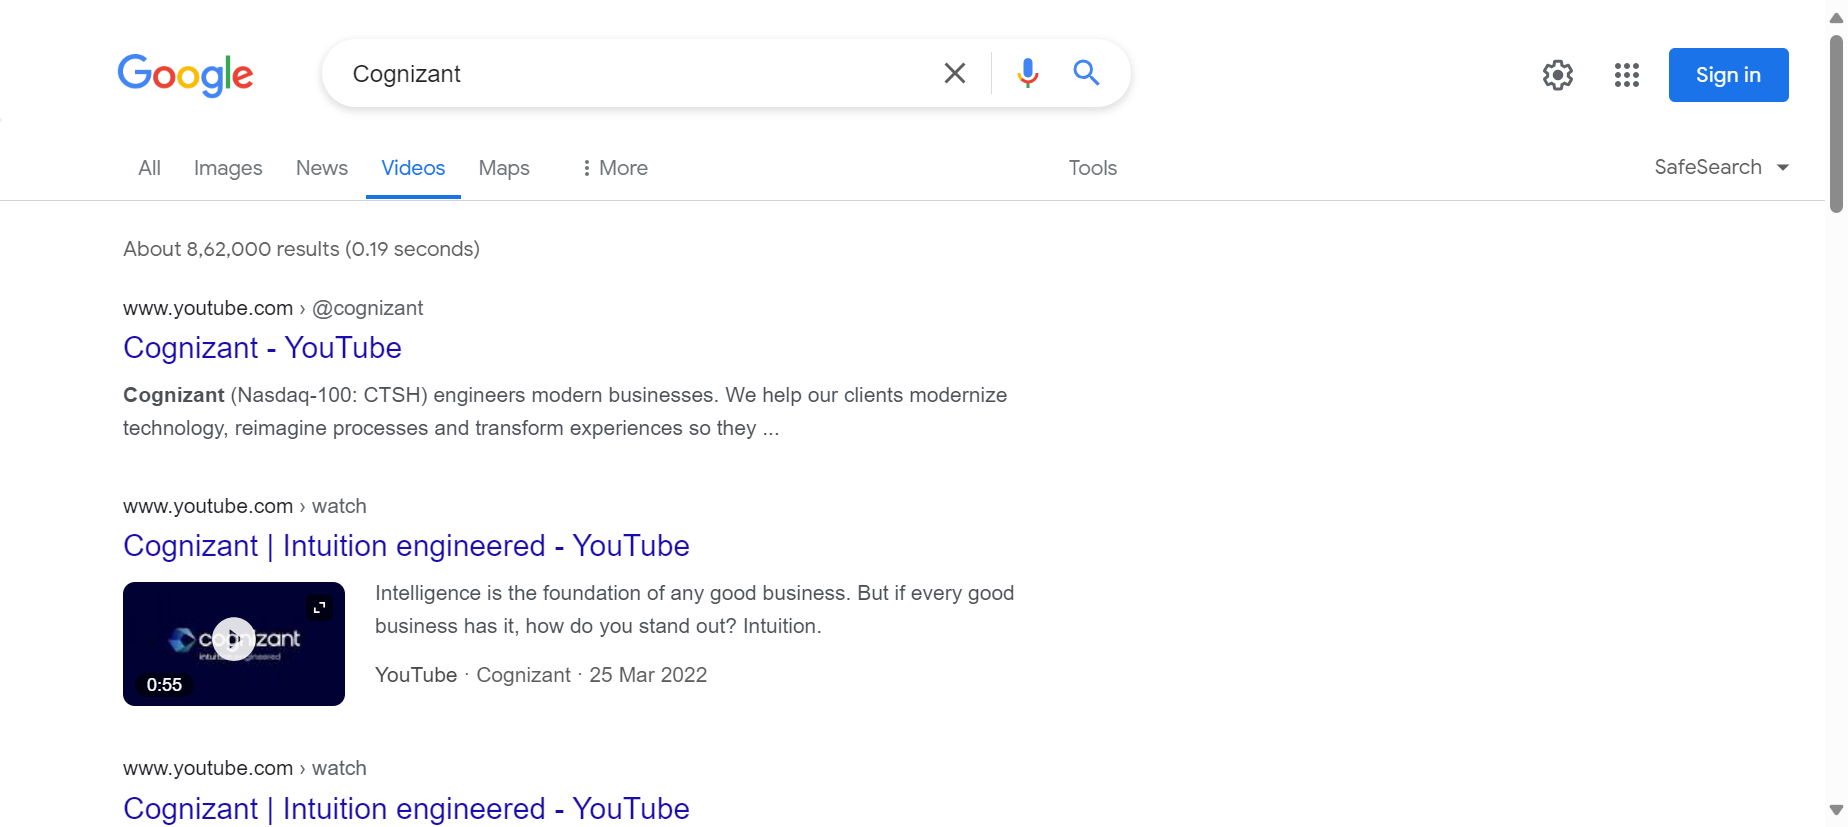 Google
Cognizant
Sign in
All Images News Videos Maps More Tools SafeSearch
About 8,62,000 results (0.19 seconds)
www.youtube.com › @cognizant
Cognizant - YouTube
Cognizant (Nasdaq-100: CTSH) engineers modern businesses. We help our clients modernize
technology, reimagine processes and transform experiences so they ...
www.youtube.com › watch
Cognizant | Intuition engineered - YouTube
cognizant
intuition engineered
0:55
Intelligence is the foundation of any good business. But if every good
business has it, how do you stand out? Intuition.
YouTube · Cognizant · 25 Mar 2022
www.youtube.com › watch
Cognizant | Intuition engineered - YouTube